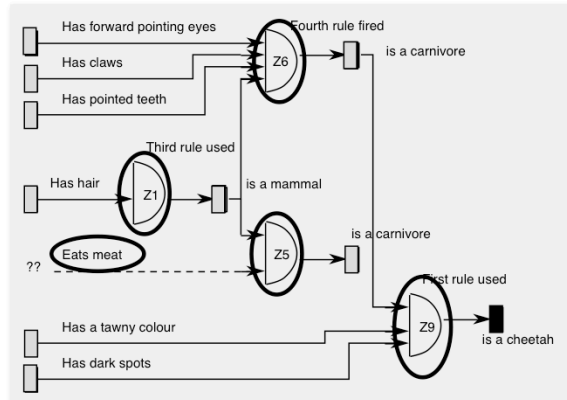 Fourth rule fired
Has forward pointing eyes
is a carnivore
Has claws
Z6
Has pointed teeth
Third rule used
Has hair
Z1
is a mammal
is a carnivore
Eats meat
??
Z5
First rule used
Has a tawny colour
Z9
is a cheetah
Has dark spots